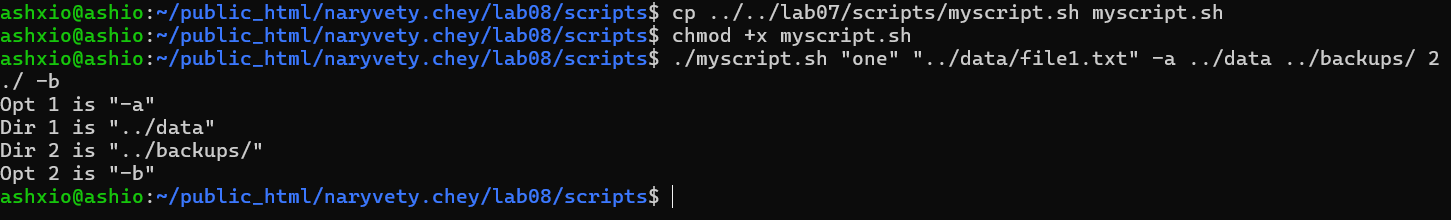 ashxio@ashio:~/public_html/naryvety.chey/lab08/scripts$ cp ../../lab07/scripts/myscript.sh myscript.sh
ashxio@ashio:~/public_html/naryvety.chey/lab08/scripts$ chmod +x myscript.sh
ashxio@ashio:~/public_html/naryvety.chey/lab08/scripts$ ./myscript.sh "one" "../data/file1.txt" -a ../data ../backups/ 2
./ -b
Opt 1 is "-a"
Dir 1 is "../data"
Dir 2 is "../backups/"
Opt 2 is "-b"
ashxio@ashio:~/public_html/naryvety.chey/lab08/scripts$